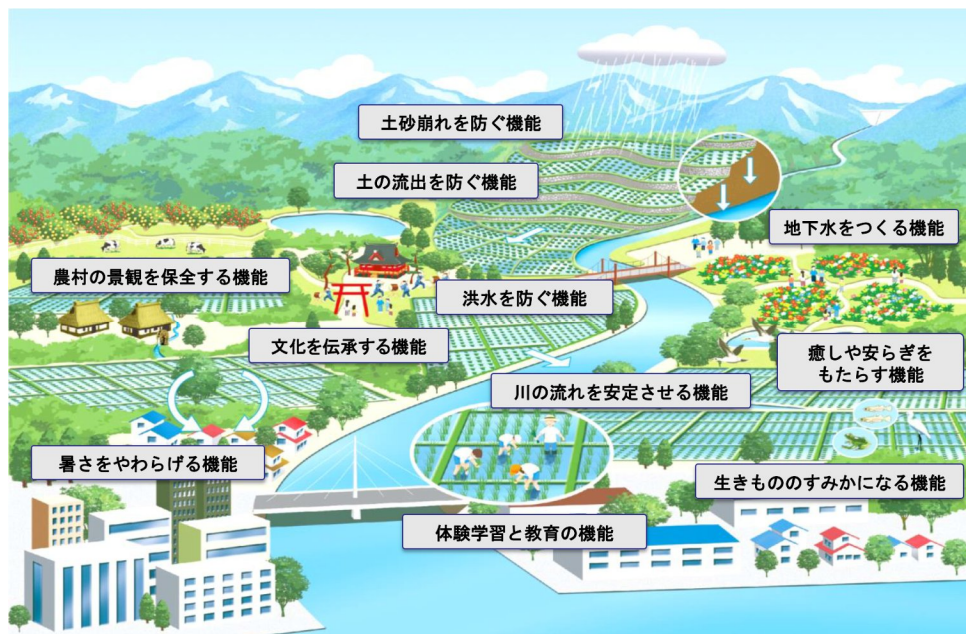 土砂崩れを防ぐ機能
土の流出を防ぐ機能
地下水をつくる機能
農村の景観を保全する機能
洪水を防ぐ機能
文化を伝承する機能
癒しや安らぎを
もたらす機能
川の流れを安定させる機能
暑さをやわらげる機能
生きもののすみかになる機能
体験学習と教育の機能